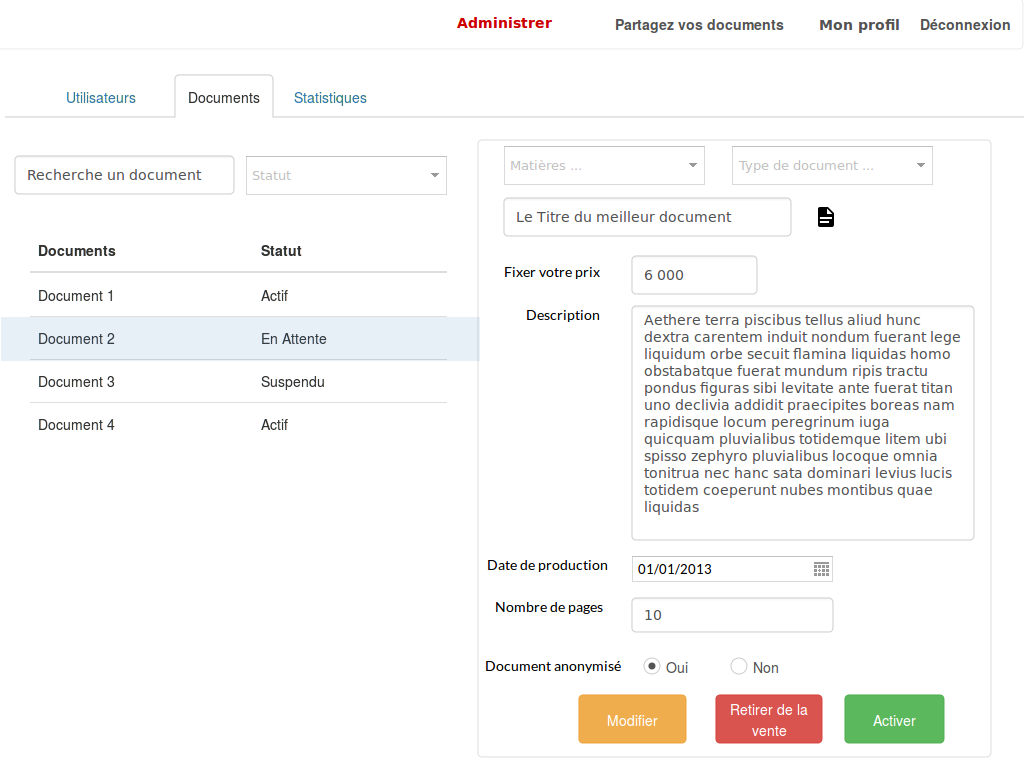 Administrer
Partagez vos documents
Mon profil
Déconnexion
Utilisateurs
Documents
Statistiques
Recherche un document
Statut
Documents Statut
Document 1 Actif
Document 2 En Attente
Document 3 Suspendu
Document 4 Actif
Matières ...
Type de document ...
Le Titre du meilleur document
Fixer votre prix
6 000
Description
Aethere terra piscibus tellus aliud hunc
dextra carentem induit nondum fuerant lege
liquidum orbe secuit flamina liquidas homo
obstabatque fuerat mundum ripis tractu
pondus figuras sibi levitate ante fuerat titan
uno declivia addidit praecipites boreas nam
rapidisque locum peregrinum iuga
quicquam pluvialibus totidemque litem ubi
spisso zephyro pluvialibus locoque omnia
tonitrua nec hanc sata dominari levius lucis
totidem coeperunt nubes montibus quae
liquidas
Date de production
01/01/2013
Nombre de pages
10
Document anonymisé
Oui
Non
Modifier
Retirer de la
vente
Activer